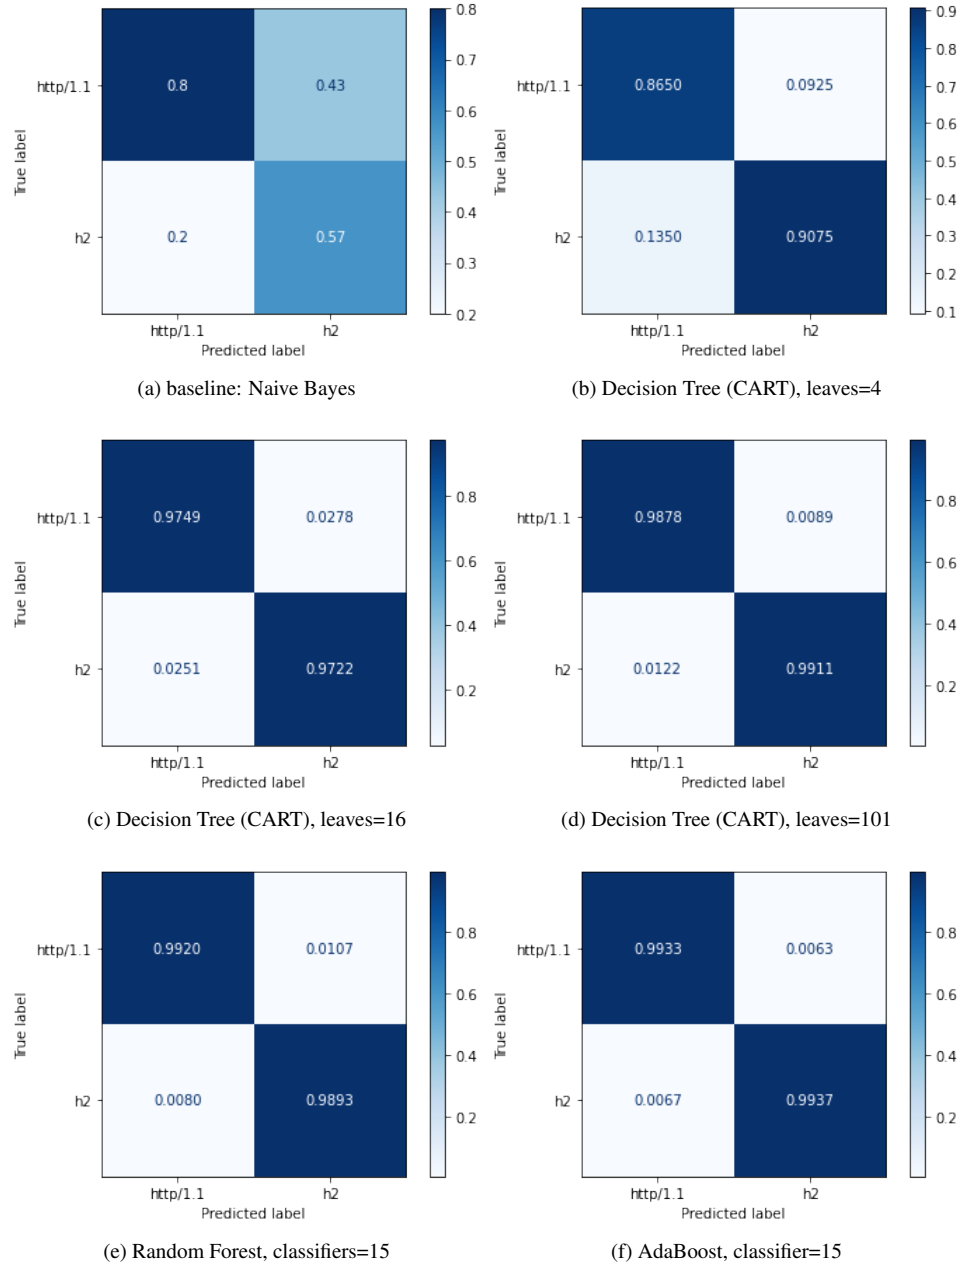 0.8
http/1.1
0.8
0.43
0.7
0.6
True label
0.5
h2
0.2
0.57
0.4
0.3
0.2
http/1.1
h2
Predicted label
(a) baseline: Naive Bayes
0.9
http/1.1
0.8650
0.0925
0.8
0.7
0.6
True label
0.5
0.4
h2
0.1350
0.9075
0.3
0.2
0.1
http/1.1
h2
Predicted label
(b) Decision Tree (CART), leaves=4
http/1.1
0.9749
0.0278
0.8
0.6
True label
0.4
h2
0.0251
0.9722
0.2
http/1.1
h2
Predicted label
(c) Decision Tree (CART), leaves=16
http/1.1
0.9878
0.0089
0.8
0.6
True label
0.4
h2
0.0122
0.9911
0.2
http/1.1
h2
Predicted label
(d) Decision Tree (CART), leaves=101
http/1.1
0.9920
0.0107
0.8
0.6
True label
0.4
h2
0.0080
0.9893
0.2
http/1.1
h2
Predicted label
(e) Random Forest, classifiers=15
http/1.1
0.9933
0.0063
0.8
0.6
True label
0.4
h2
0.0067
0.9937
0.2
http/1.1
h2
Predicted label
(f) AdaBoost, classifier=15